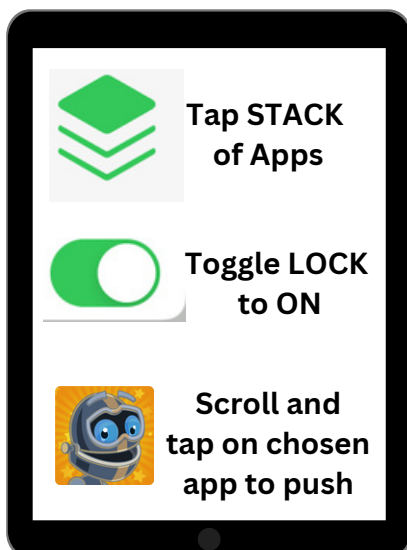 Tap STACK
of Apps
Toggle LOCK
to ON
Scroll and
tap on chosen
app to push